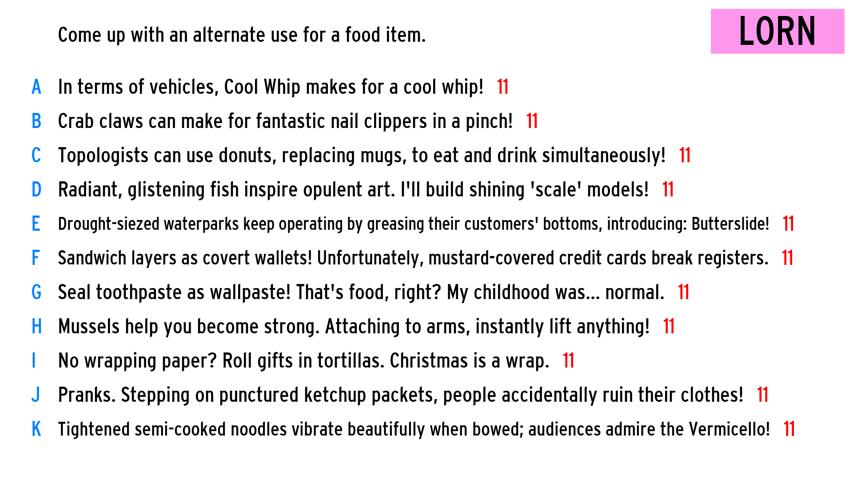 Come up with an alternate use for a food item.
LORN
A In terms of vehicles, Cool Whip makes for a cool whip! 11
B Crab claws can make for fantastic nail clippers in a pinch! 11
C Topologists can use donuts, replacing mugs, to eat and drink simultaneously! 11
D Radiant, glistening fish inspire opulent art. I'll build shining 'scale' models! 11
E Drought-siezed waterparks keep operating by greasing their customers' bottoms, introducing: Butterslide! 11
F Sandwich layers as covert wallets! Unfortunately, mustard-covered credit cards break registers. 11
G Seal toothpaste as wallpaste! That's food, right? My childhood was... normal. 11
H Mussels help you become strong. Attaching to arms, instantly lift anything! 11
I No wrapping paper? Roll gifts in tortillas. Christmas is a wrap. 11
J Pranks. Stepping on punctured ketchup packets, people accidentally ruin their clothes! 11
K Tightened semi-cooked noodles vibrate beautifully when bowed; audiences admire the Vermicello! 11